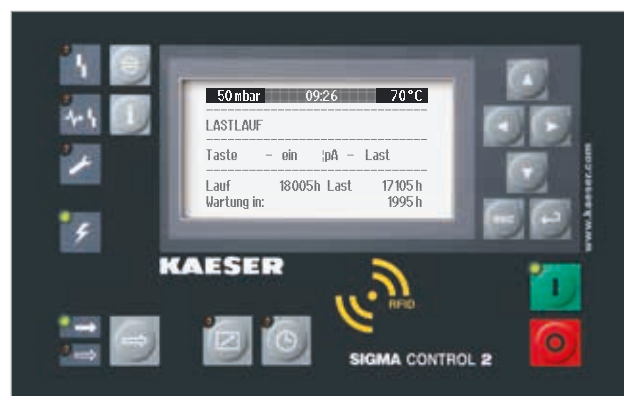 50 mbar 09:26 70°C
LASTLAUF
Taste - ein ¦pA - Last
Lauf 18005h Last 17105 h
Wartung in: 1995 h
esc
www.kaeser.com
KAESER
RFID
SIGMA CONTROL 2